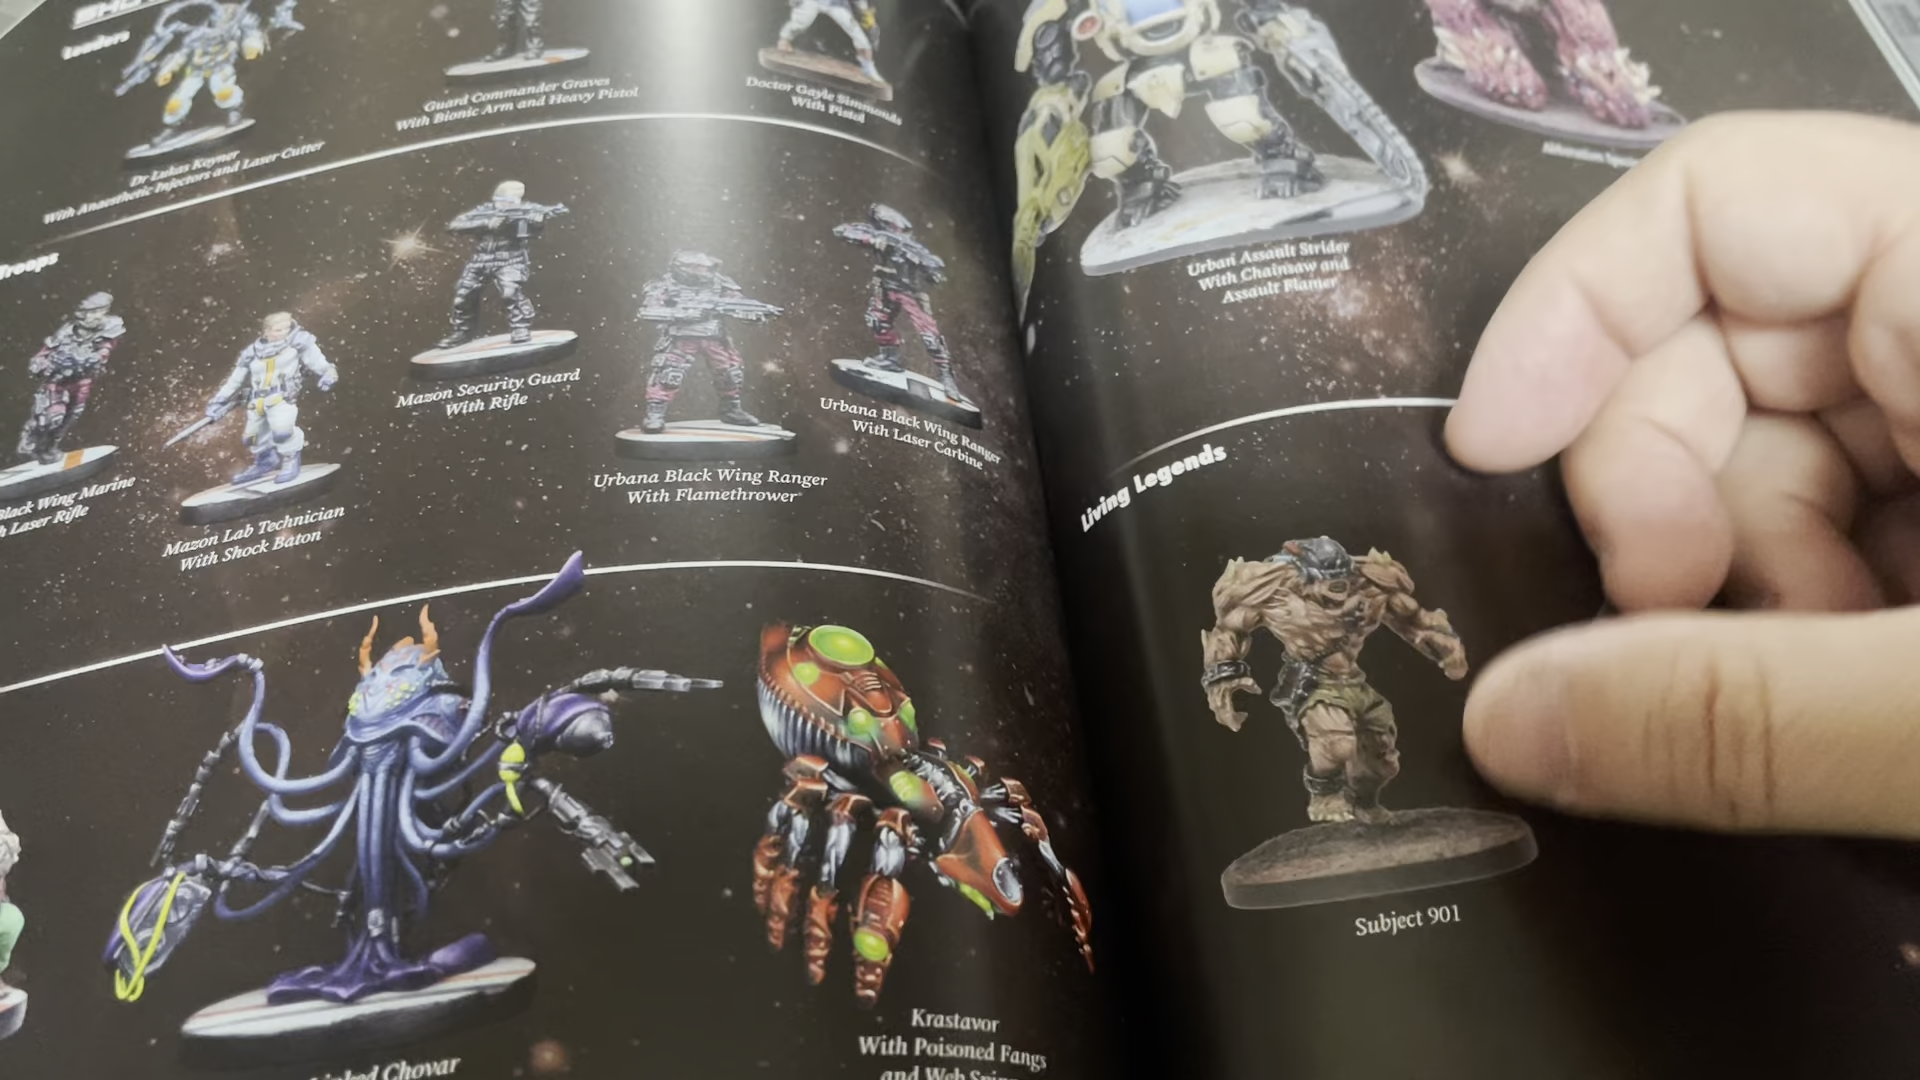 Leaders
Dr Lukas Koyner
With Anaesthetic Injectors and Laser Cutter
Guard Commander Graves
With Bionic Arm and Heavy Pistol
Doctor Gayle Simmonds
With Pistol
Troops
Black Wing Marine
Laser Rifle
Mazon Lab Technician
With Shock Baton
Mazon Security Guard
With Rifle
Urbana Black Wing Ranger
With Flamethrower
Urbana Black Wing Ranger
With Laser Carbine
Chovar
Krastavor
With Poisoned Fangs
and Web
Urban Assault Strider
With Chainsaw and
Assault Flamer
Living Legends
Subject 901